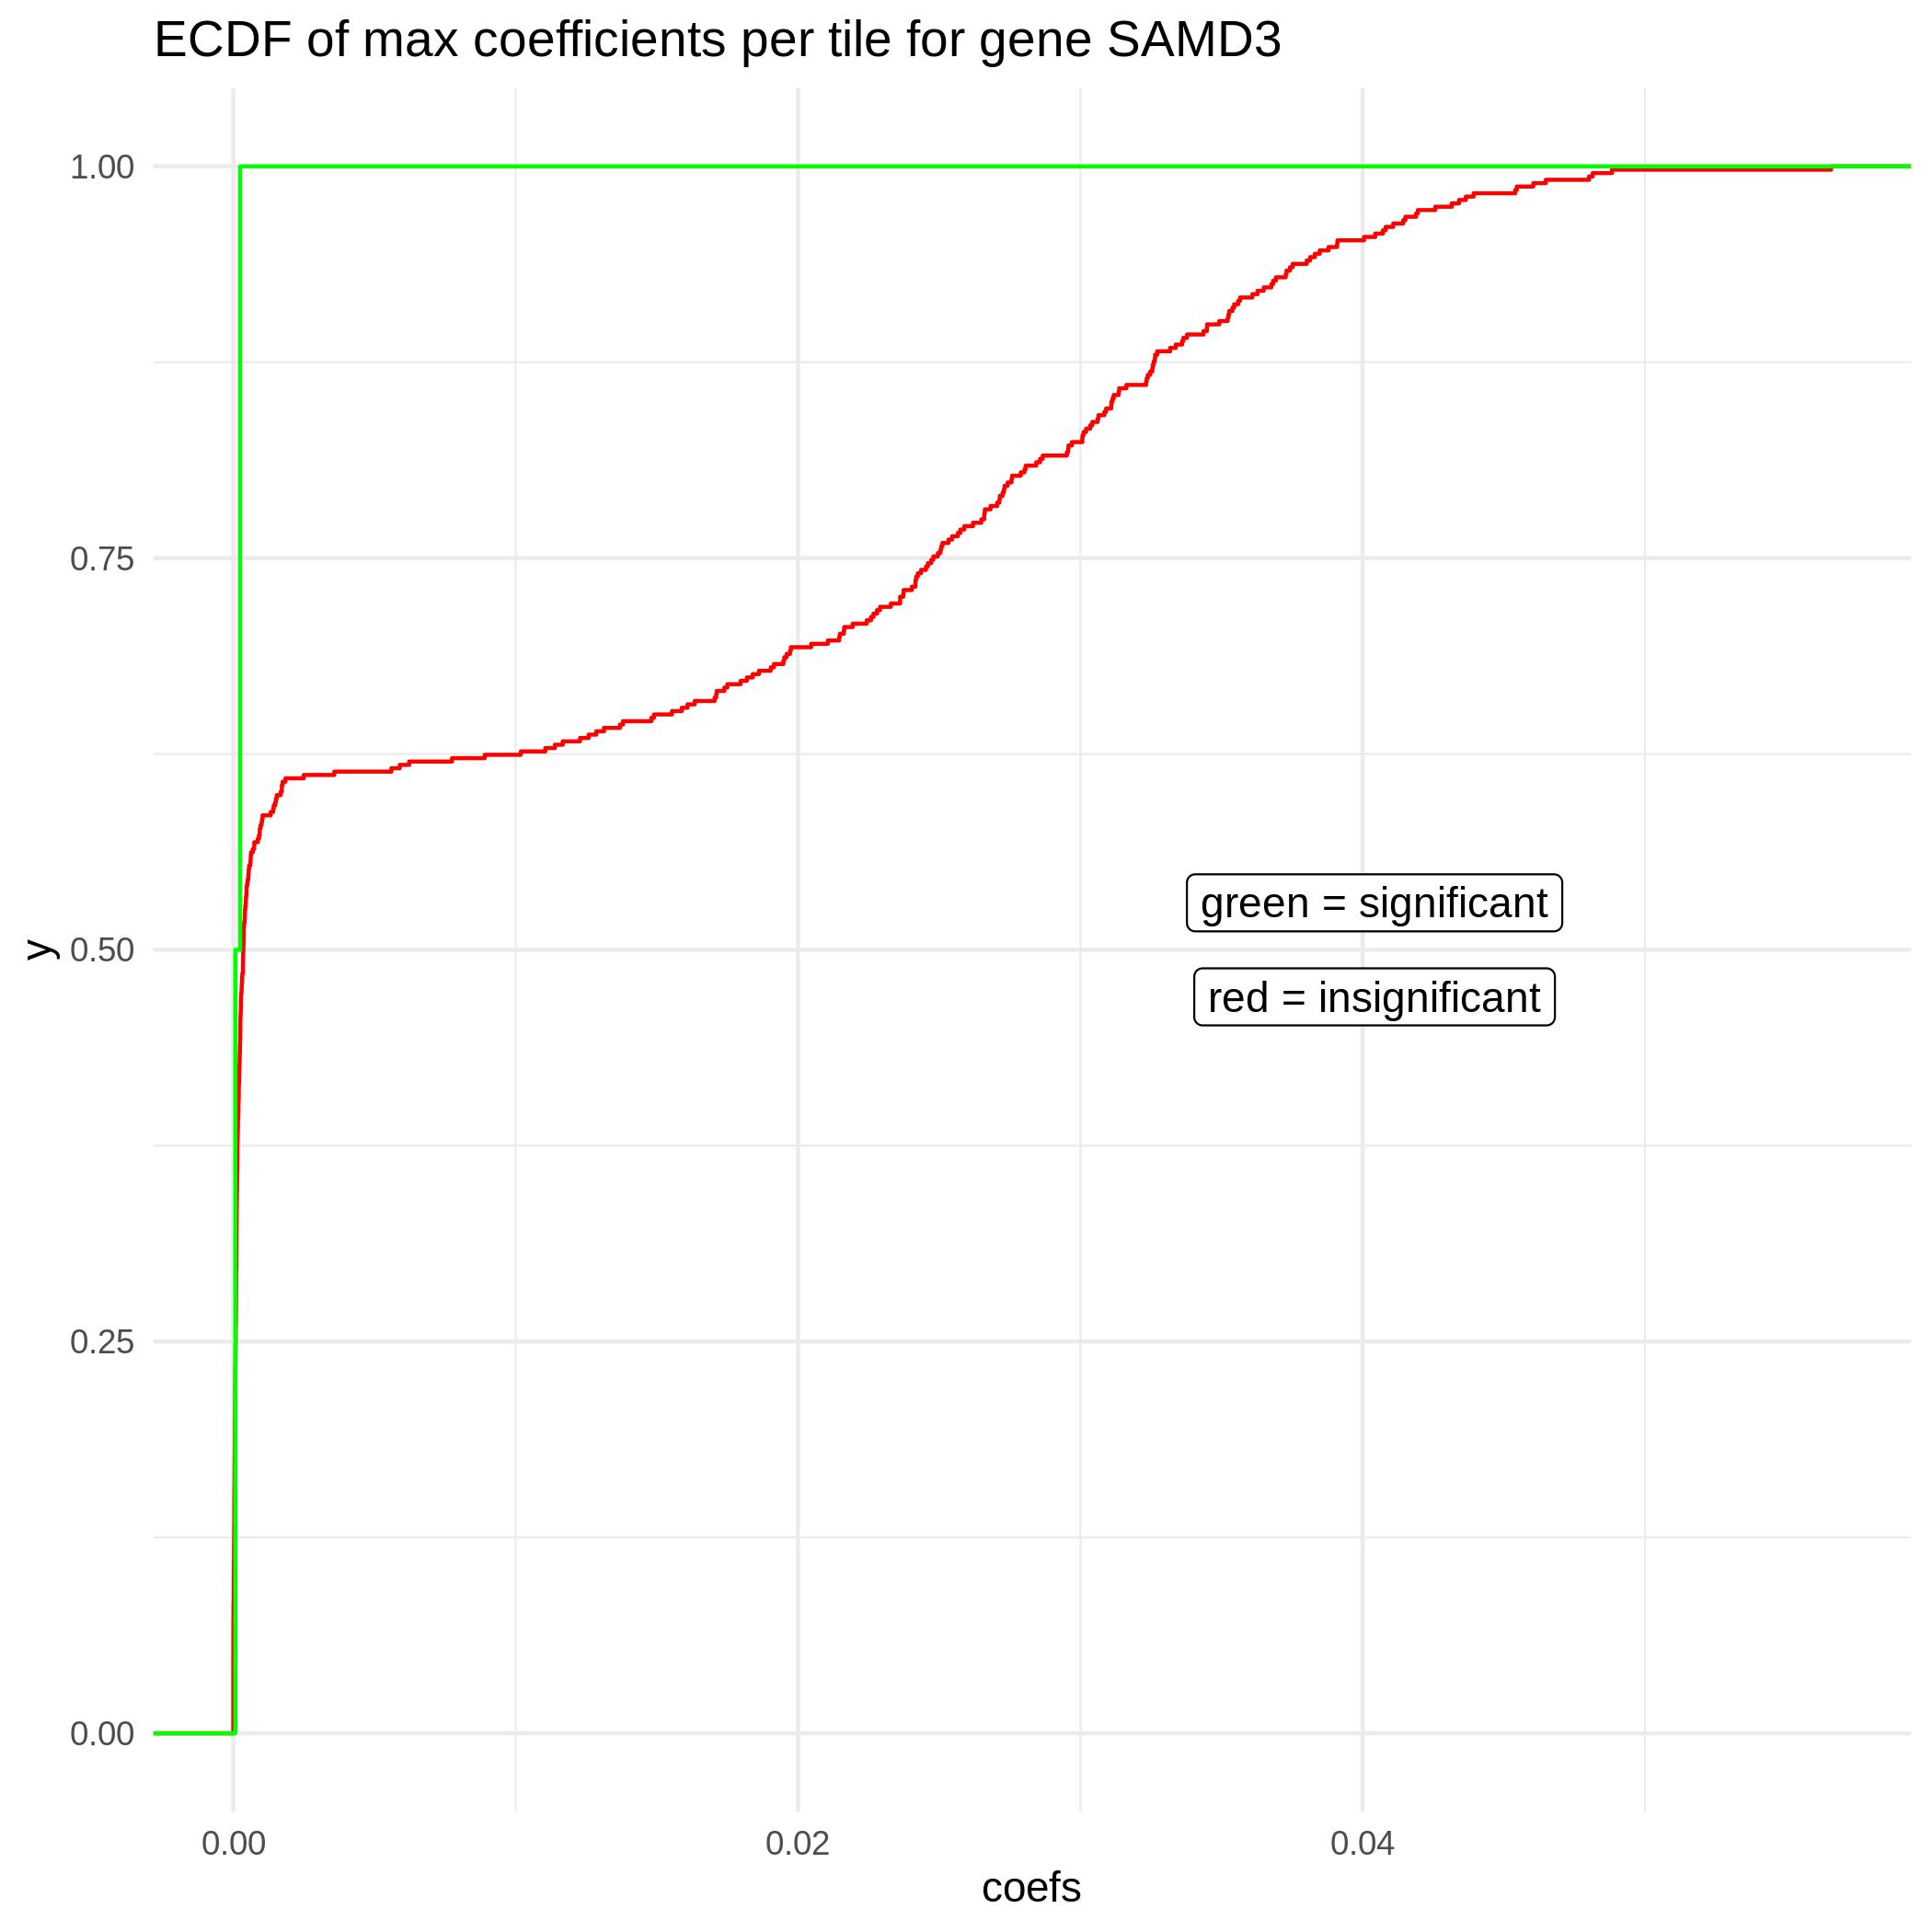 ECDF of max coefficients per tile for gene SAMD3
1.00
0.75
0.50
0.25
0.00
y
green = significant
red = insignificant
0.00 0.02 0.04
coefs